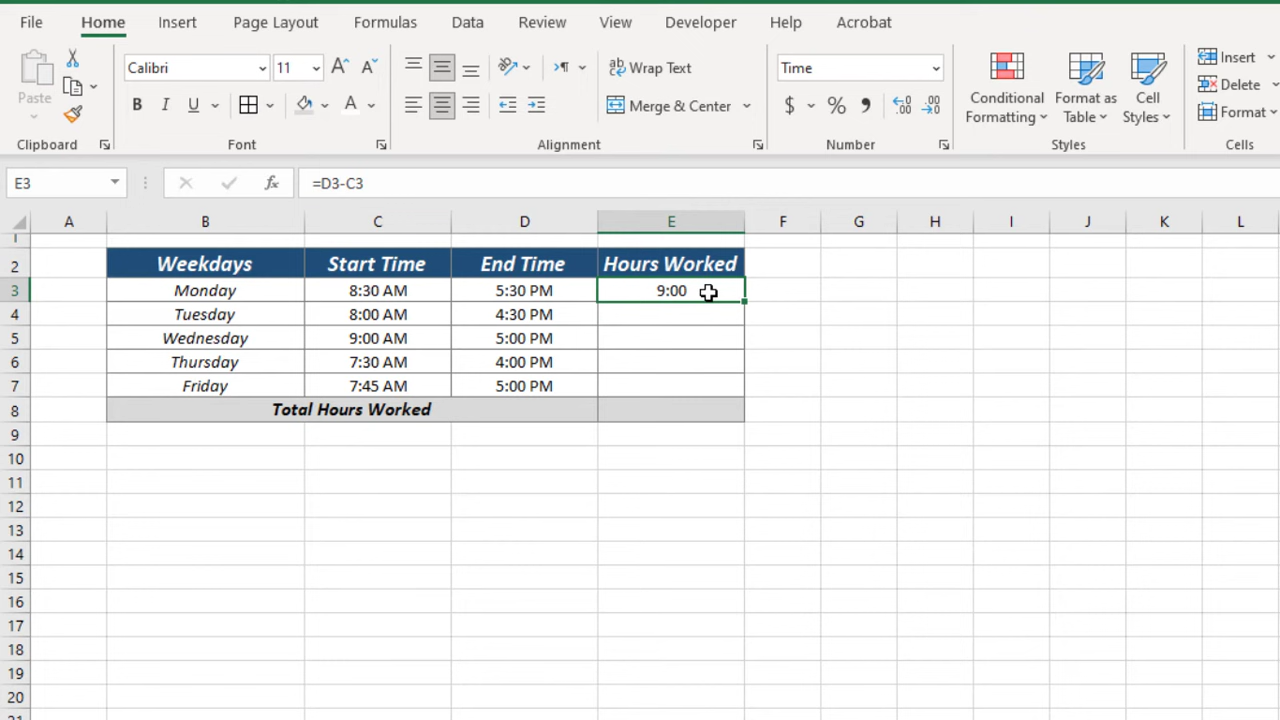 File Home Insert Page Layout Formulas Data Review View Developer Help Acrobat
Paste Calibri 11 A A Wrap Text Time Conditional Formatting Format as Table Cell Styles Insert
Delete
B I U A Merge & Center $ % , .00 .0 Format
Clipboard Font Alignment Number Styles Cells
E3 fx =D3-C3
A B C D E F G H I J K L
1
2 Weekdays Start Time End Time Hours Worked
3 Monday 8:30 AM 5:30 PM 9:00
4 Tuesday 8:00 AM 4:30 PM
5 Wednesday 9:00 AM 5:00 PM
6 Thursday 7:30 AM 4:00 PM
7 Friday 7:45 AM 5:00 PM
8 Total Hours Worked
9
10
11
12
13
14
15
16
17
18
19
20